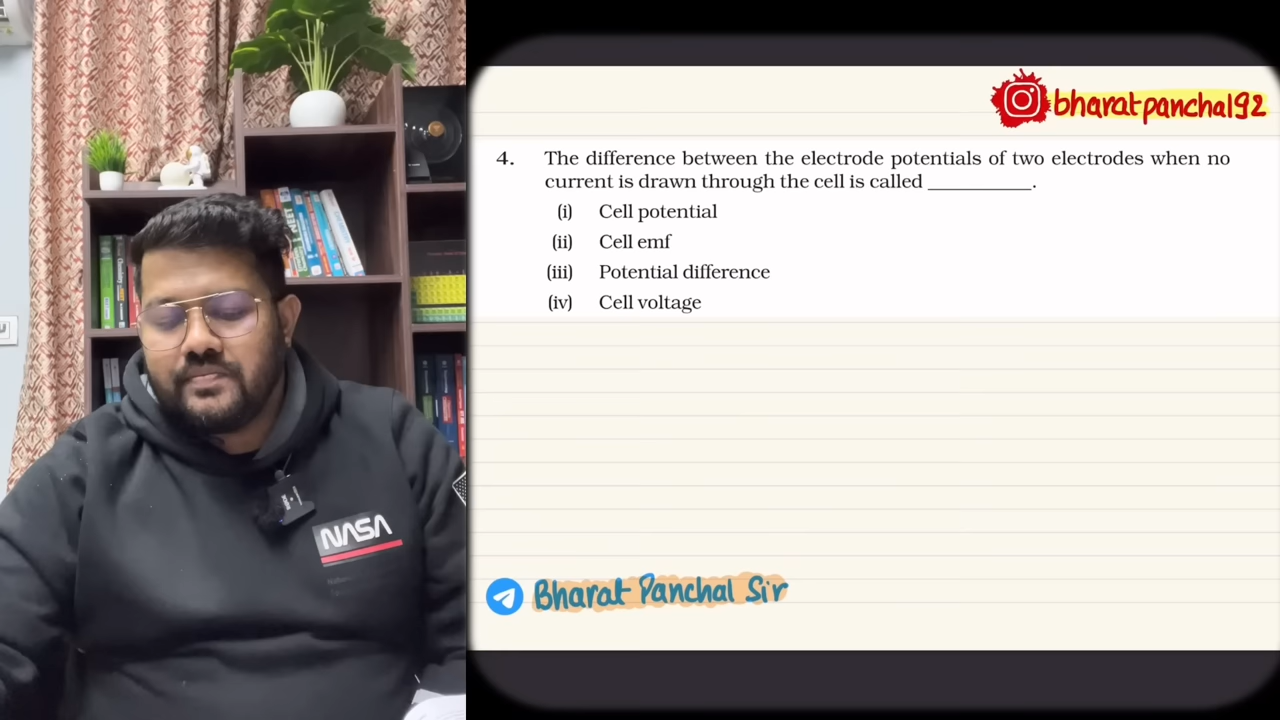 bharatpanchal92
4. The difference between the electrode potentials of two electrodes when no
current is drawn through the cell is called __________.
(i) Cell potential
(ii) Cell emf
(iii) Potential difference
(iv) Cell voltage
NASA
Bharat Panchal Sir